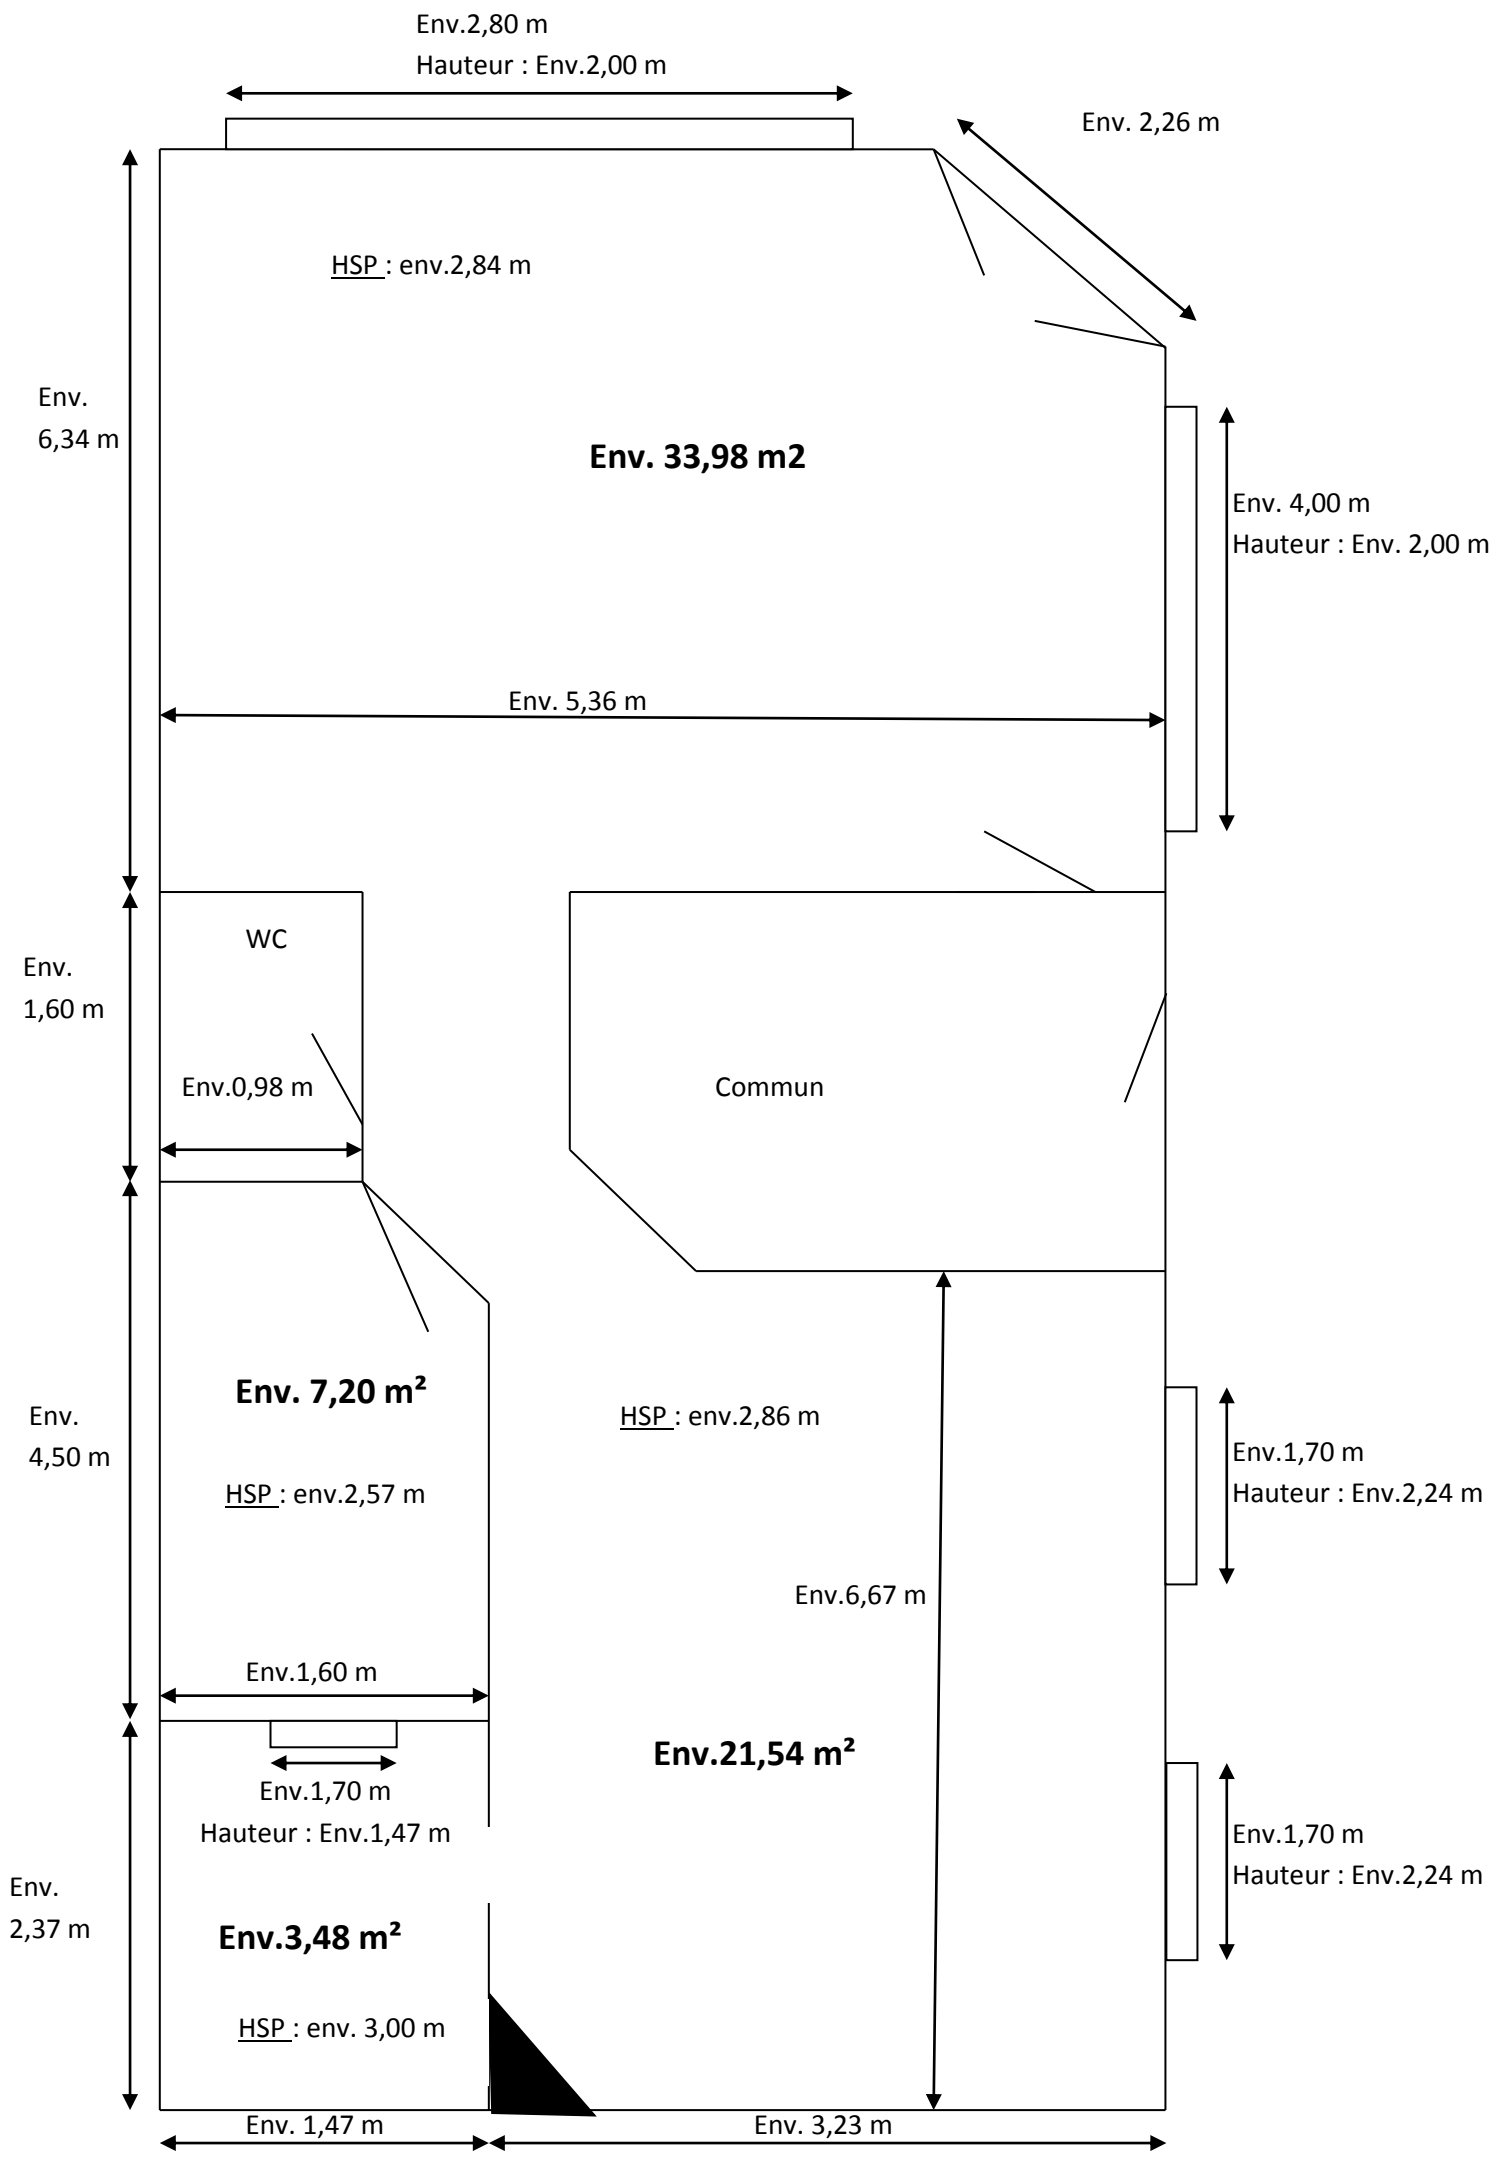 Env.2,80 m
Hauteur : Env.2,00 m
Env. 2,26 m
HSP : env.2,84 m
Env.
6,34 m
Env. 33,98 m2
Env. 4,00 m
Hauteur : Env. 2,00 m
Env. 5,36 m
WC
Env.
1,60 m
Env.0,98 m
Commun
Env. 7,20 m²
HSP : env.2,86 m
Env.
4,50 m
Env.1,70 m
Hauteur : Env.2,24 m
HSP : env.2,57 m
Env.6,67 m
Env.1,60 m
Env.21,54 m²
Env.1,70 m
Hauteur : Env.1,47 m
Env.1,70 m
Hauteur : Env.2,24 m
Env.
2,37 m
Env.3,48 m²
HSP : env. 3,00 m
Env. 1,47 m
Env. 3,23 m